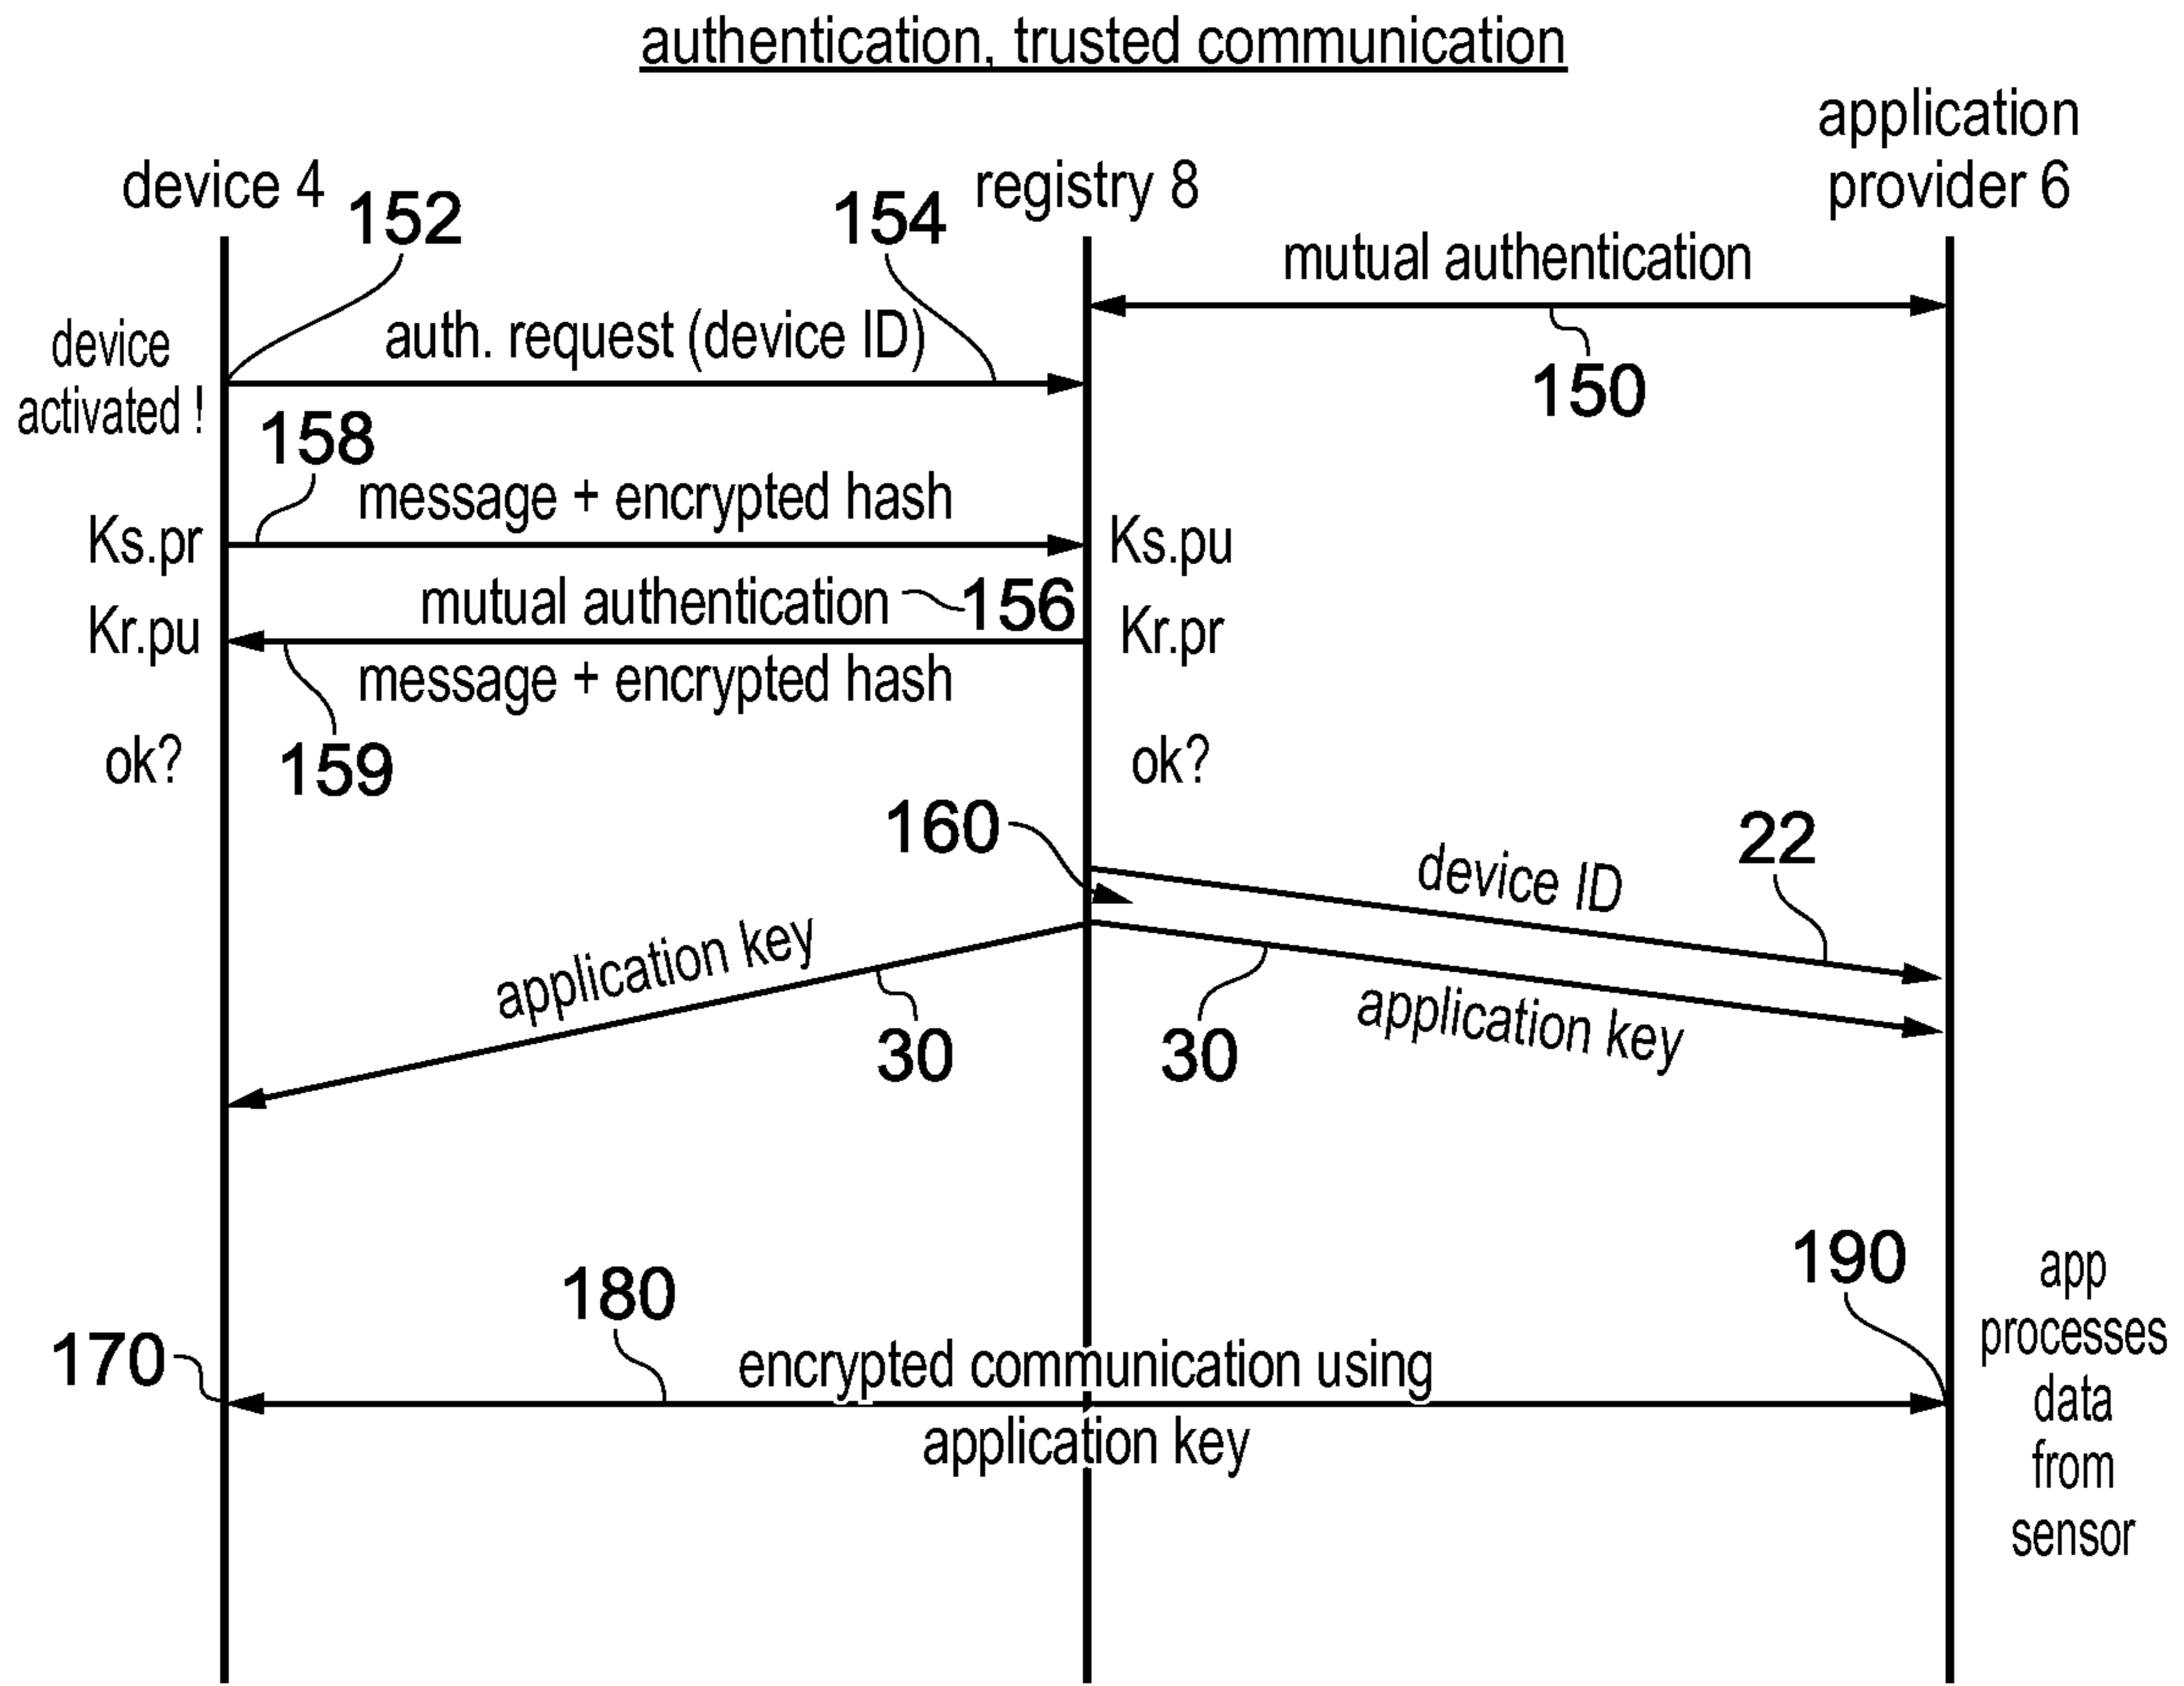 authentication, trusted communication
application
device 4
registry 8
provider 6
152
154
mutual authentication
device
activated !
auth. request (device ID)
150
158
message + encrypted hash
Ks.pr
Ks.pu
mutual authentication
156
Kr.pu
Kr.pr
message + encrypted hash
ok?
159
ok?
160
22
device ID
application key
30
30
application key
190
app
processes
data
from
sensor
180
170
encrypted communication using
application key